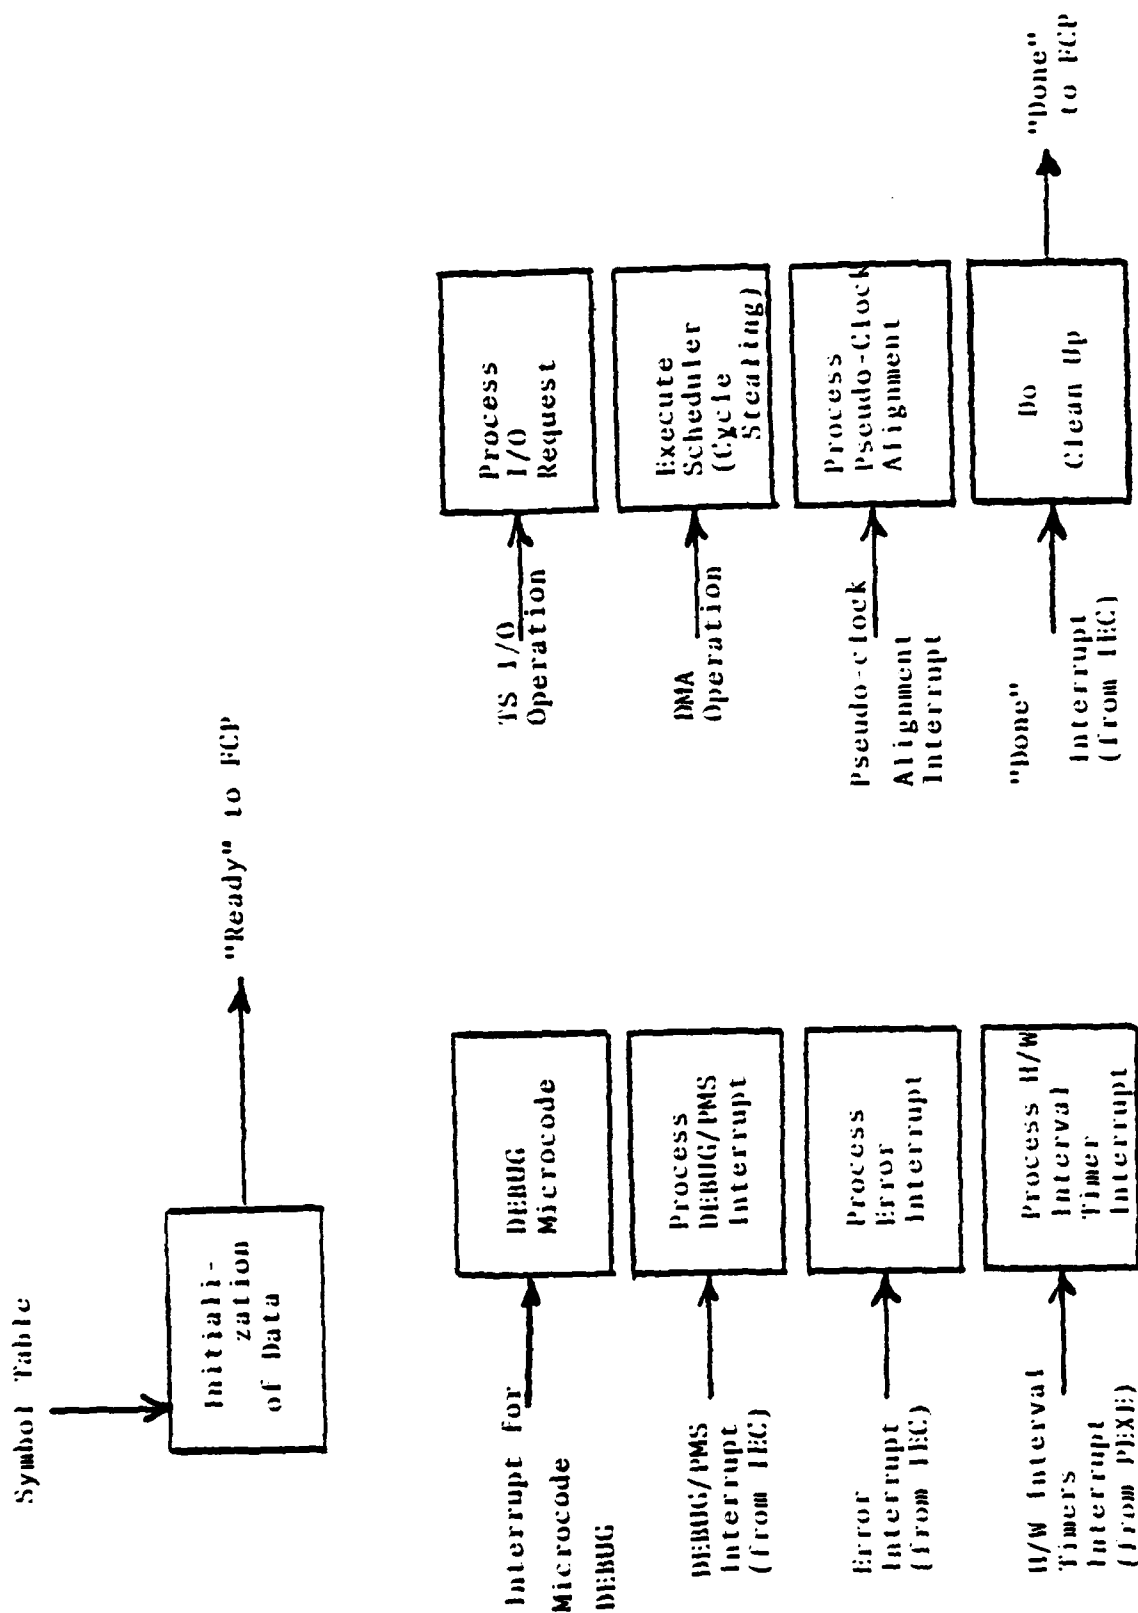 Symbol Table
Initiali-
zation
of Data
"Ready" to FCP
Interrupt for
Microcode
DEBUG
DEBUG
Microcode
DEBUG/PMS
Interrupt
(from IEC)
Process
DEBUG/PMS
Interrupt
Error
Interrupt
(from IEC)
Process
Error
Interrupt
H/W Interval
Timers
Interrupt
(from PEXE)
Process H/W
Interval
Timer
Interrupt
TS I/O
Operation
Process
I/O
Request
DMA
Operation
Execute
Scheduler
(Cycle
Stealing)
Pseudo-clock
Alignment
Interrupt
Process
Pseudo-Clock
Alignment
"Done"
Interrupt
(from IEC)
Do
Clean Up
"Done"
to FCP